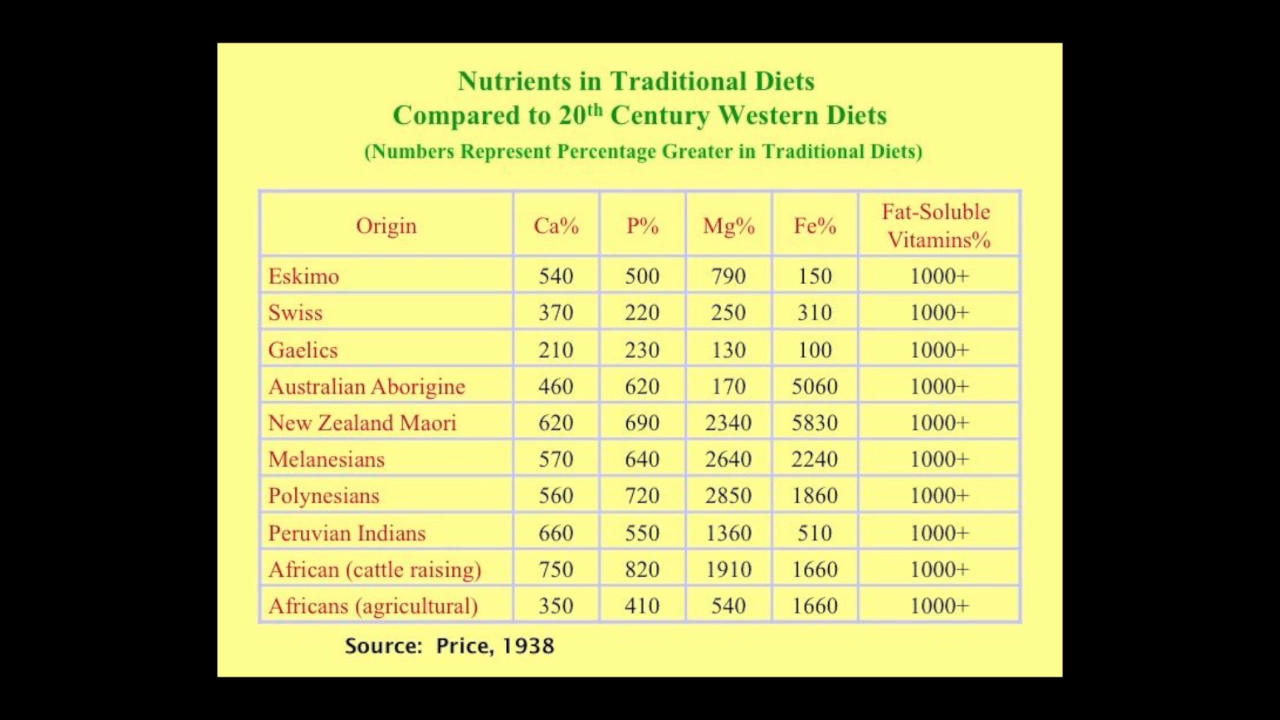 Nutrients in Traditional Diets
Compared to 20th Century Western Diets
(Numbers Represent Percentage Greater in Traditional Diets)
Origin Ca% P% Mg% Fe% Fat-Soluble Vitamins%
Eskimo 540 500 790 150 1000+
Swiss 370 220 250 310 1000+
Gaelics 210 230 130 100 1000+
Australian Aborigine 460 620 170 5060 1000+
New Zealand Maori 620 690 2340 5830 1000+
Melanesians 570 640 2640 2240 1000+
Polynesians 560 720 2850 1860 1000+
Peruvian Indians 660 550 1360 510 1000+
African (cattle raising) 750 820 1910 1660 1000+
Africans (agricultural) 350 410 540 1660 1000+
Source: Price, 1938